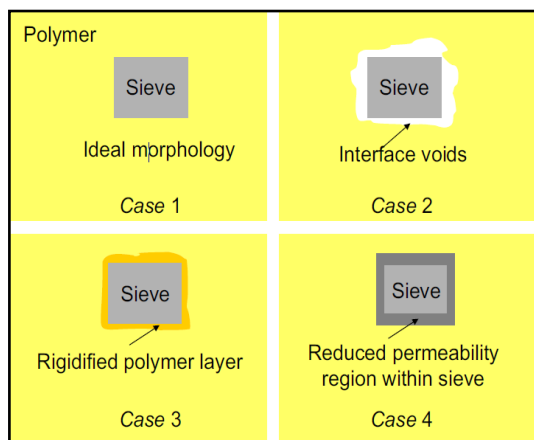 Polymer
Sieve
Ideal morphology
Case 1
Sieve
Interface voids
Case 2
Sieve
Rigidified polymer layer
Case 3
Sieve
Reduced permeability
region within sieve
Case 4